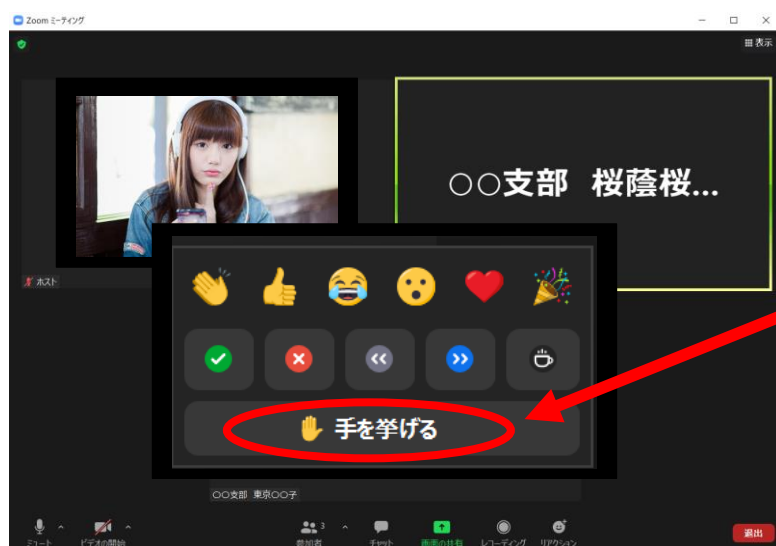 Zoom ミーティング
表示
○○支部 桜蔭桜...
ホスト
手を挙げる
○○支部 東京○○子
3
ミュート
ビデオの開始
参加者
チャット
画面の共有
レコーディング
リアクション
退出